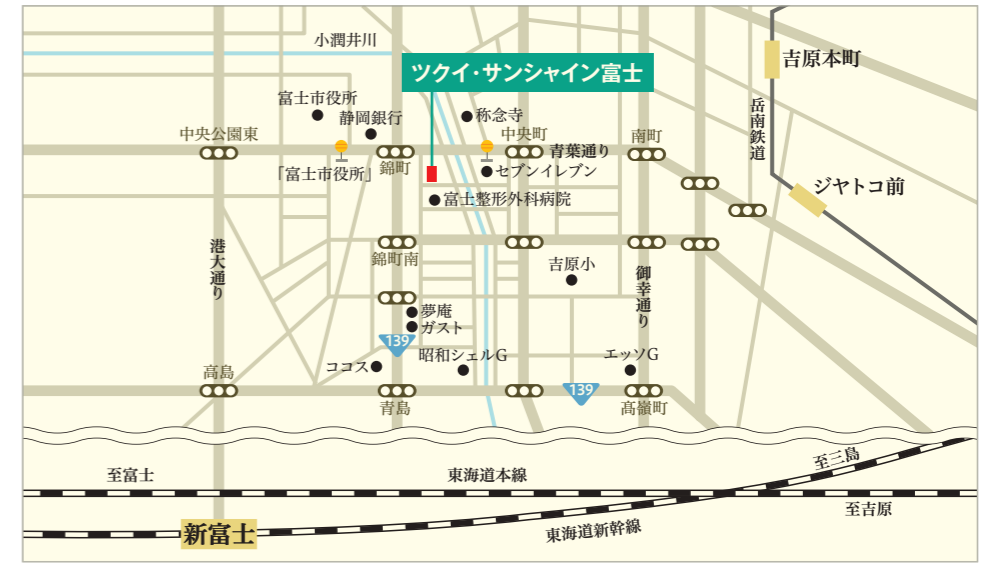 小潤井川
ツクイ・サンシャイン富士
吉原本町
富士市役所
静岡銀行
称念寺
岳南鉄道
中央公園東
中央町
南町
青葉通り
錦町
「富士市役所」
セブンイレブン
ジヤトコ前
富士整形外科病院
港大通り
錦町南
吉原小
御幸通り
夢庵
ガスト
139
昭和シェルG
エッソG
ココス
高島
139
青島
髙嶺町
至富士
東海道本線
至三島
至吉原
新富士
東海道新幹線